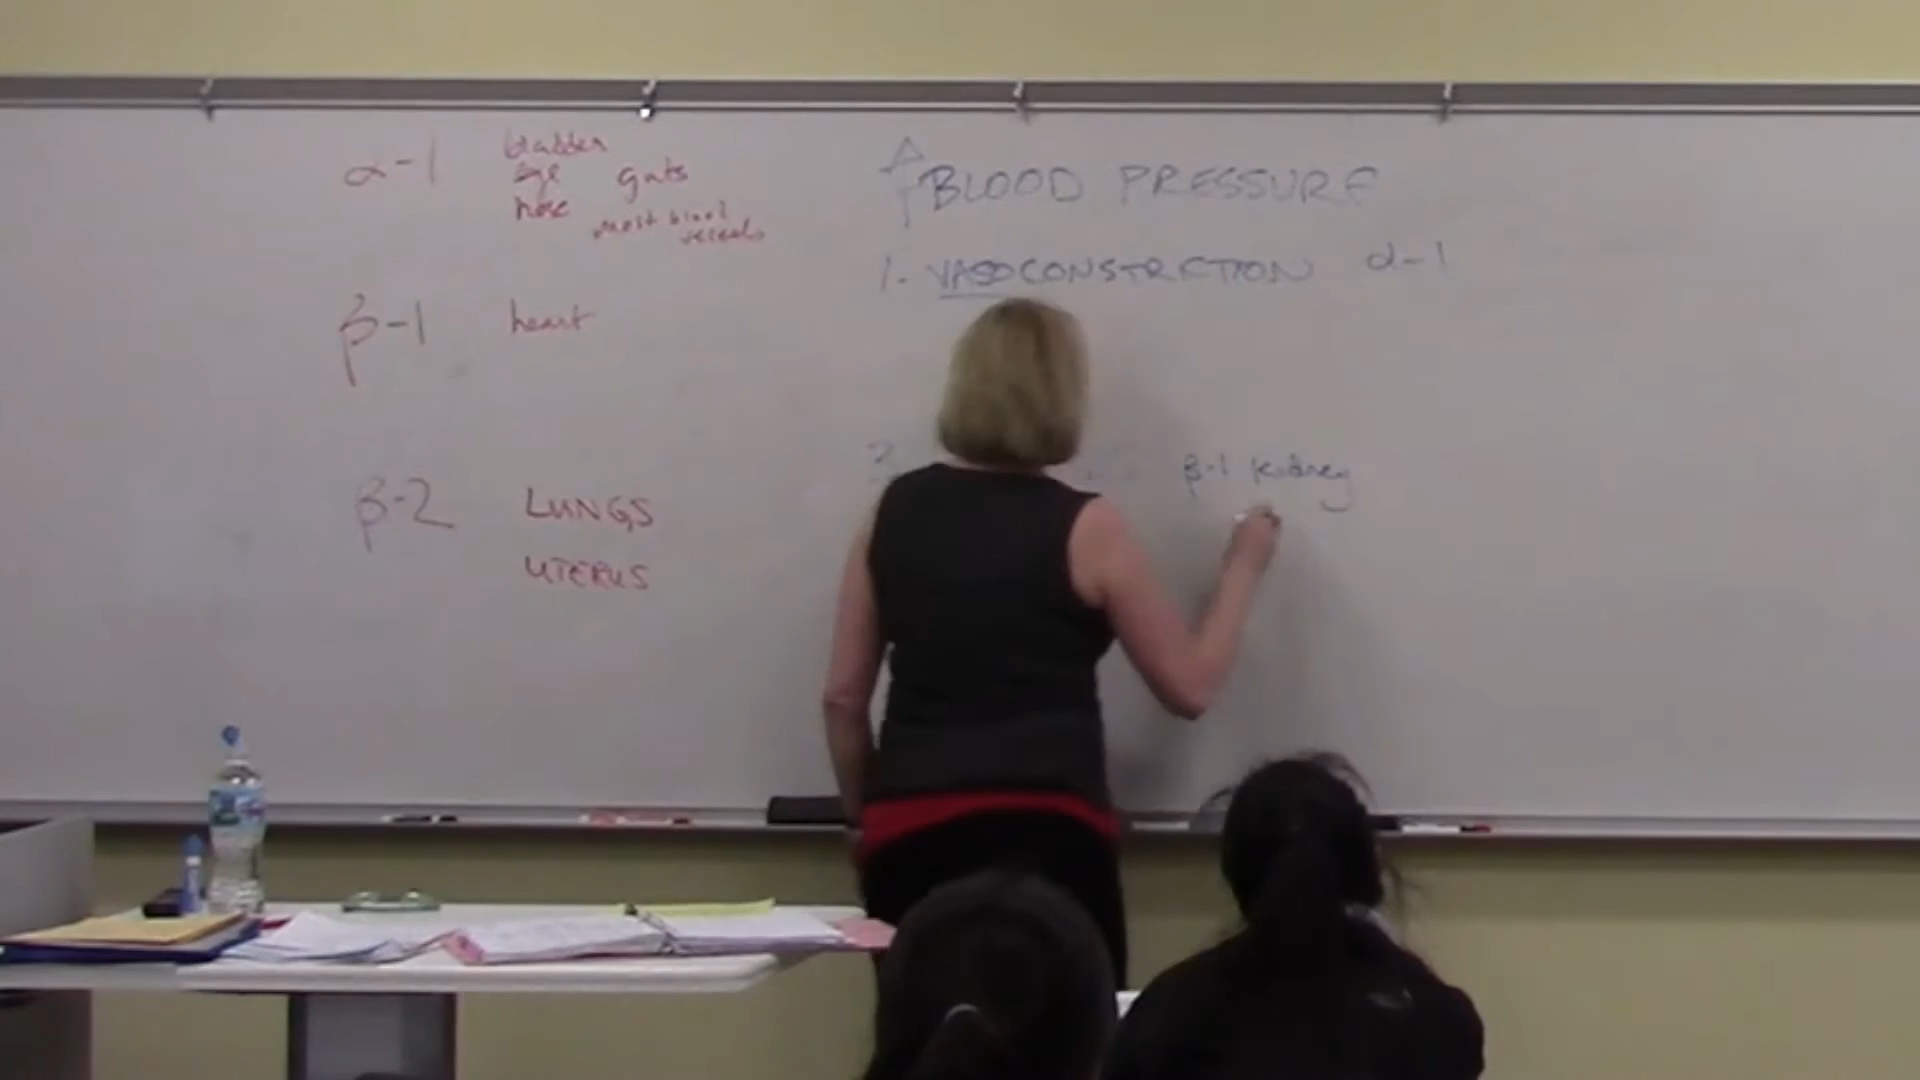 α-1
bladder
eye guts
nose most blood
vessels
β-1 heart
β-2 LUNGS
UTERUS
↑BLOOD PRESSURE
1. VASOCONSTRICTION α-1
2. β-1 kidney